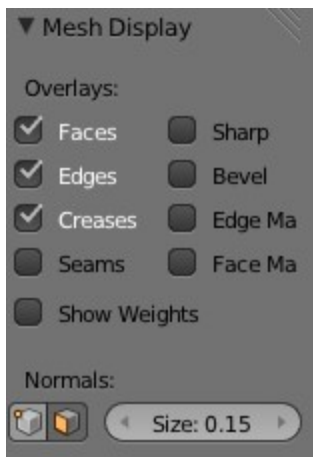 Mesh Display
Overlays:
Faces Sharp
Edges Bevel
Creases Edge Ma
Seams Face Ma
Show Weights
Normals:
Size: 0.15